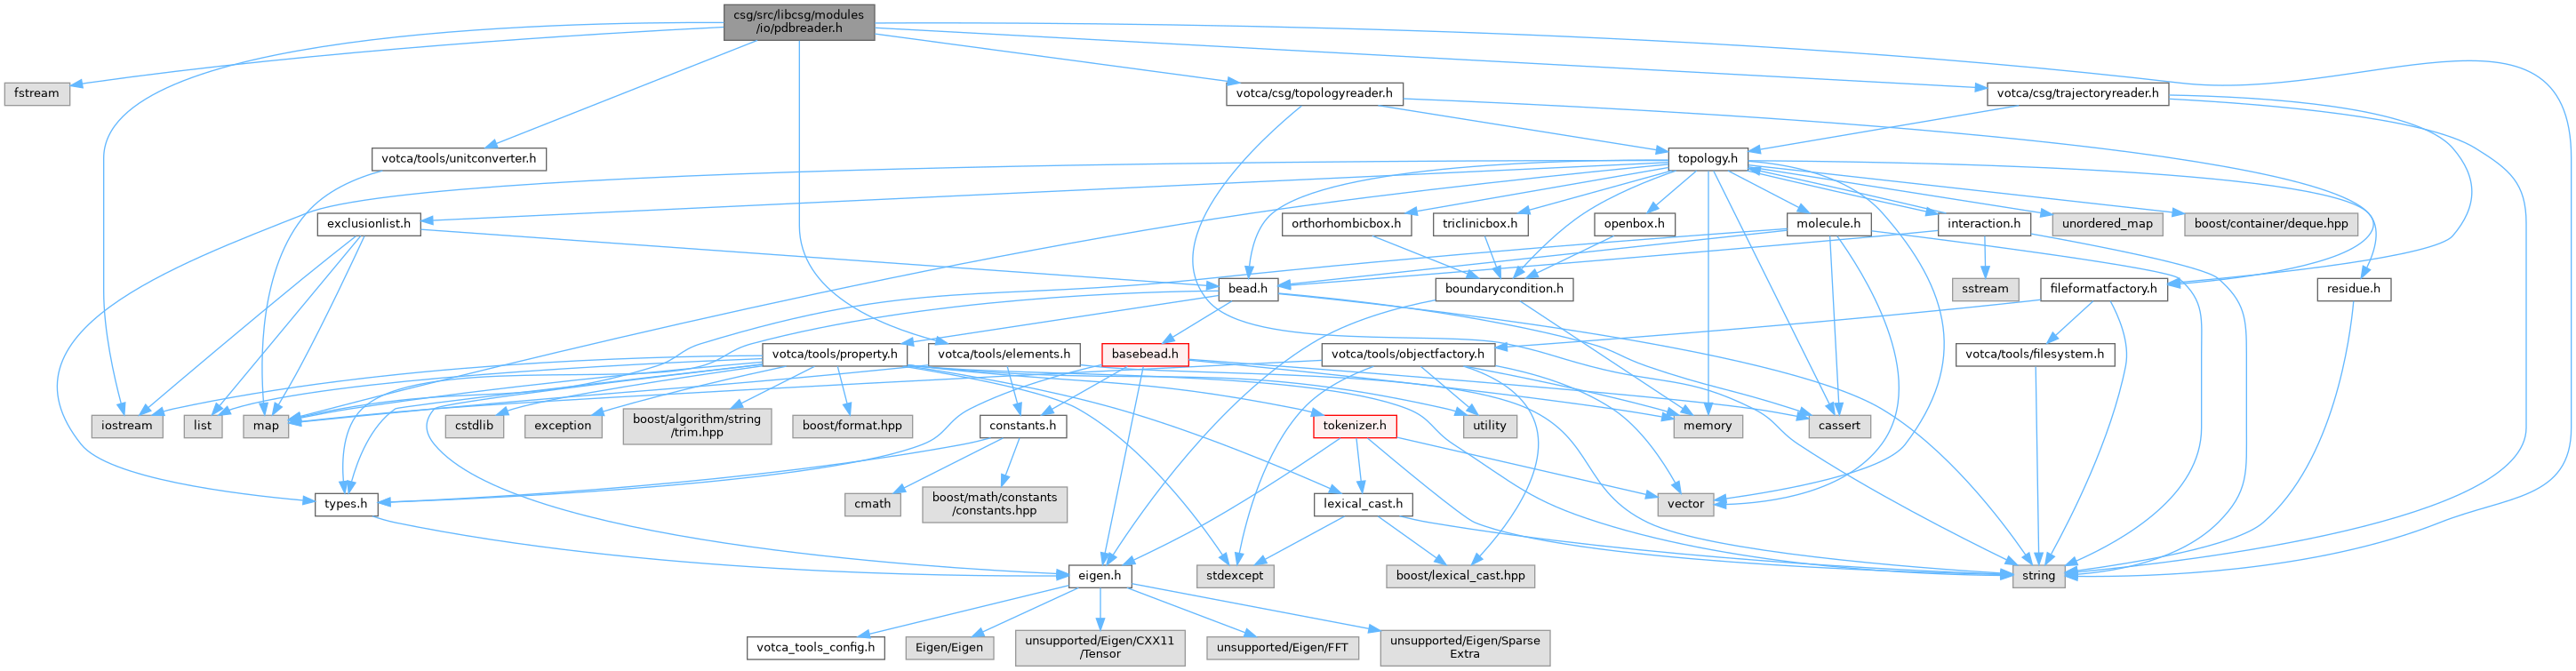 csg/src/libcsg/modules
/io/pdbreader.h
fstream
votca/csg/topologyreader.h
votca/csg/trajectoryreader.h
votca/tools/unitconverter.h
topology.h
exclusionlist.h
orthorhombicbox.h
triclinicbox.h
openbox.h
molecule.h
interaction.h
unordered_map
boost/container/deque.hpp
bead.h
boundarycondition.h
sstream
fileformatfactory.h
residue.h
votca/tools/property.h
votca/tools/elements.h
basebead.h
votca/tools/objectfactory.h
votca/tools/filesystem.h
iostream
list
map
cstdlib
exception
boost/algorithm/string
/trim.hpp
boost/format.hpp
constants.h
tokenizer.h
utility
memory
cassert
types.h
cmath
boost/math/constants
/constants.hpp
lexical_cast.h
vector
eigen.h
stdexcept
boost/lexical_cast.hpp
string
votca_tools_config.h
Eigen/Eigen
unsupported/Eigen/CXX11
/Tensor
unsupported/Eigen/FFT
unsupported/Eigen/Sparse
Extra